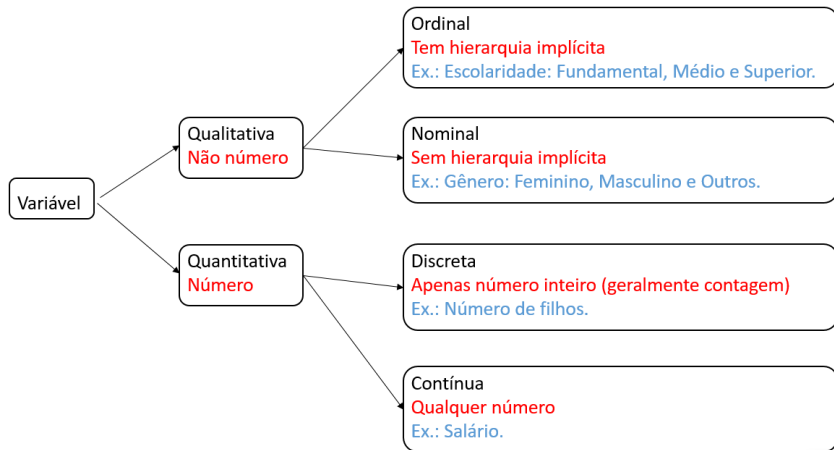 Variável
Qualitativa
Não número
Quantitativa
Número
Ordinal
Tem hierarquia implícita
Ex.: Escolaridade: Fundamental, Médio e Superior.
Nominal
Sem hierarquia implícita
Ex.: Gênero: Feminino, Masculino e Outros.
Discreta
Apenas número inteiro (geralmente contagem)
Ex.: Número de filhos.
Contínua
Qualquer número
Ex.: Salário.